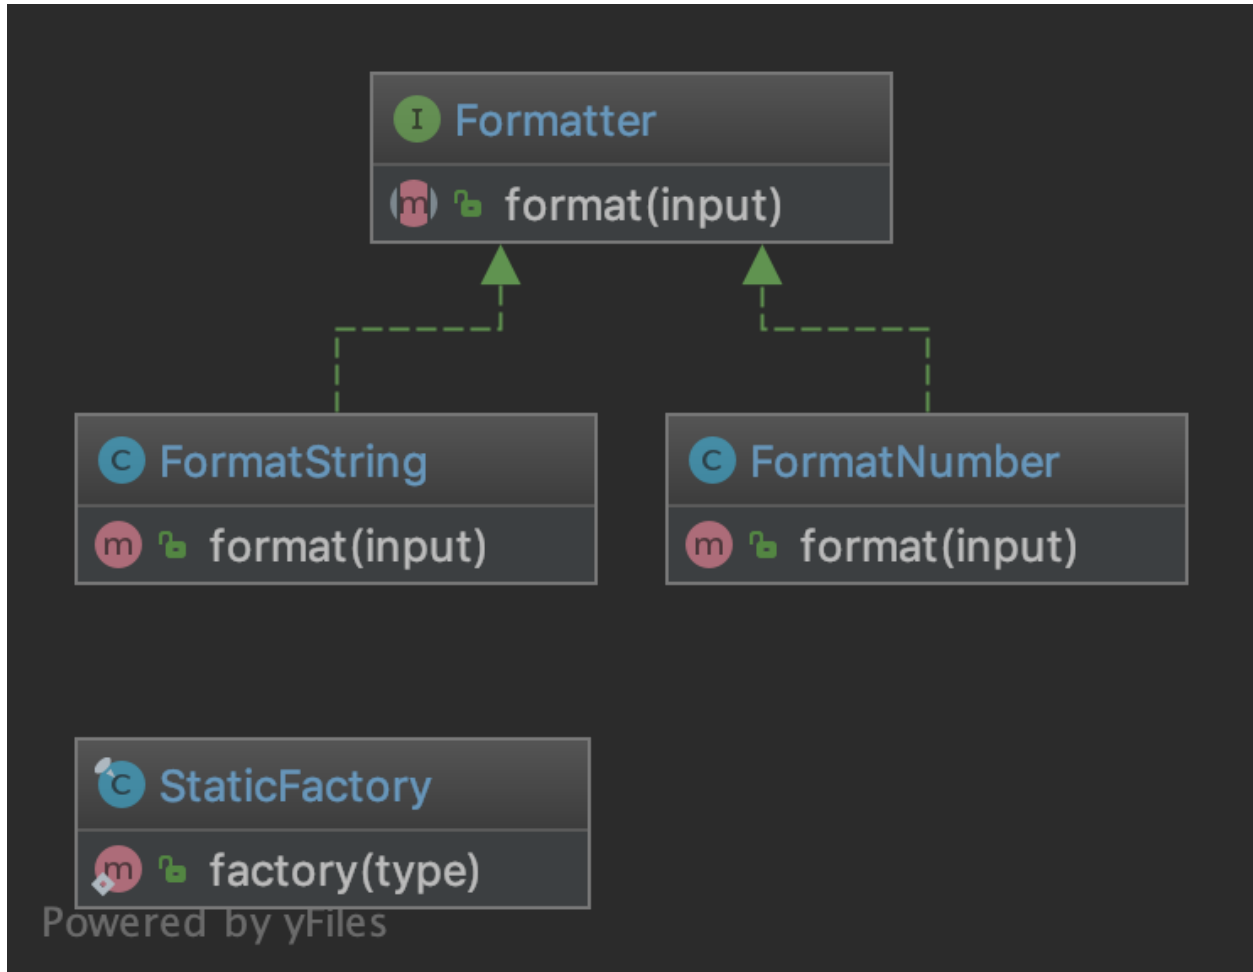 I Formatter
m format(input)
C FormatString
m format(input)
C FormatNumber
m format(input)
C StaticFactory
m factory(type)
Powered by yFiles